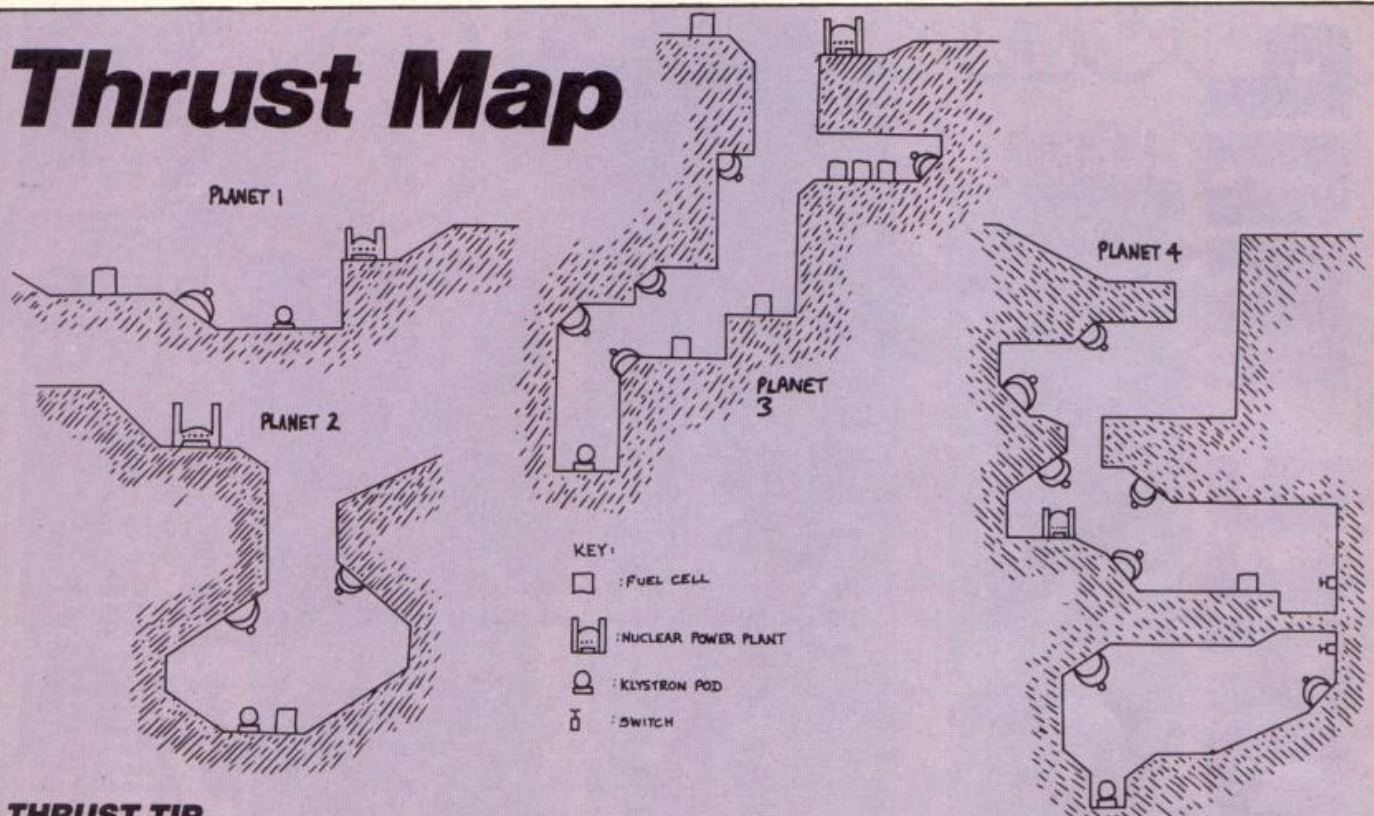 Thrust Map
PLANET 1
PLANET 2
PLANET
3
PLANET 4
KEY:
: FUEL CELL
: NUCLEAR POWER PLANT
: KLYSTRON POD
: SWITCH
THRUST TIP